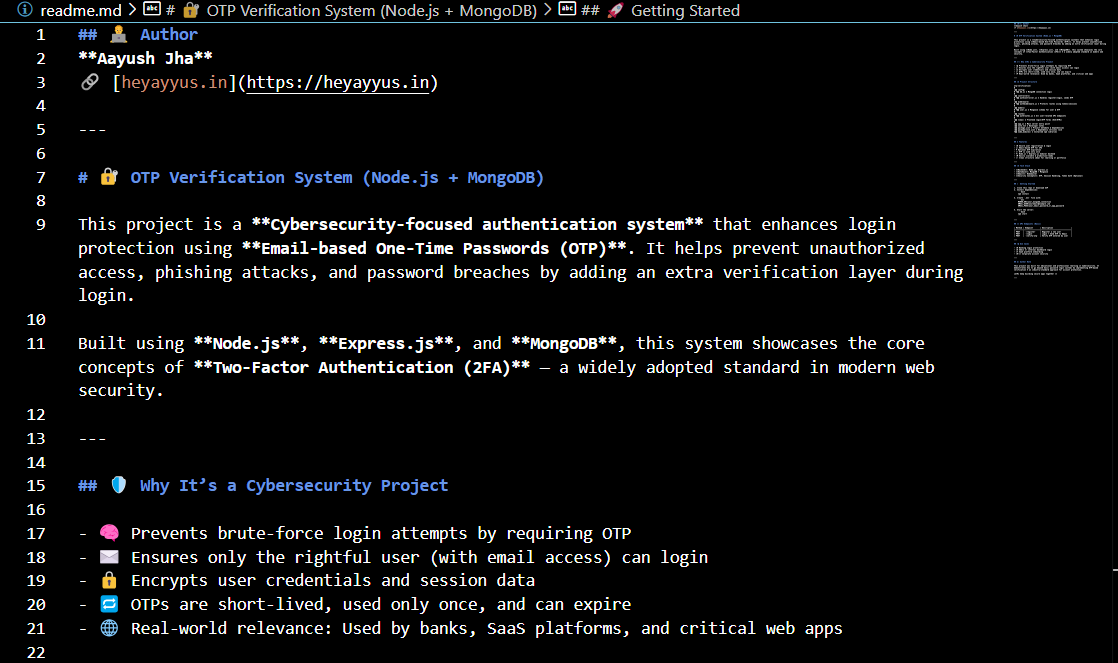 readme.md > # 🔐 OTP Verification System (Node.js + MongoDB) > ## 🚀 Getting Started
1 ## 👨‍💻 Author
2 **Aayush Jha**
3 🔗 [heyayyus.in](https://heyayyus.in)
4
5 ---
6
7 # 🔐 OTP Verification System (Node.js + MongoDB)
8
9 This project is a **Cybersecurity-focused authentication system** that enhances login
protection using **Email-based One-Time Passwords (OTP)**. It helps prevent unauthorized
access, phishing attacks, and password breaches by adding an extra verification layer during
login.
10
11 Built using **Node.js**, **Express.js**, and **MongoDB**, this system showcases the core
concepts of **Two-Factor Authentication (2FA)** — a widely adopted standard in modern web
security.
12
13 ---
14
15 ## 🛡️ Why It’s a Cybersecurity Project
16
17 - 🧠 Prevents brute-force login attempts by requiring OTP
18 - ✉️ Ensures only the rightful user (with email access) can login
19 - 🔒 Encrypts user credentials and session data
20 - 🔁 OTPs are short-lived, used only once, and can expire
21 - 🌐 Real-world relevance: Used by banks, SaaS platforms, and critical web apps
22